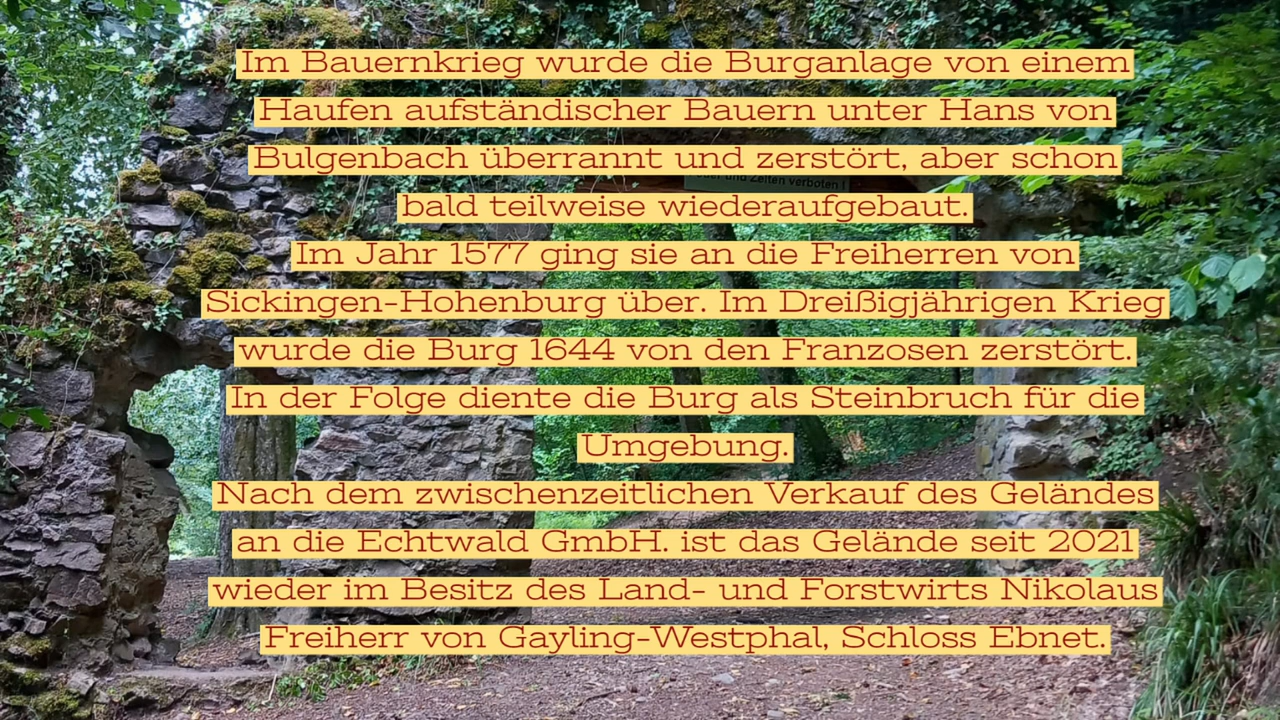 Im Bauernkrieg wurde die Burganlage von einem
Haufen aufständischer Bauern unter Hans von
Bulgenbach überrannt und zerstört, aber schon
und Zelten verboten !
bald teilweise wiederaufgebaut.
Im Jahr 1577 ging sie an die Freiherren von
Sickingen-Hohenburg über. Im Dreißigjährigen Krieg
wurde die Burg 1644 von den Franzosen zerstört.
In der Folge diente die Burg als Steinbruch für die
Umgebung.
Nach dem zwischenzeitlichen Verkauf des Geländes
an die Echtwald GmbH. ist das Gelände seit 2021
wieder im Besitz des Land- und Forstwirts Nikolaus
Freiherr von Gayling-Westphal, Schloss Ebnet.